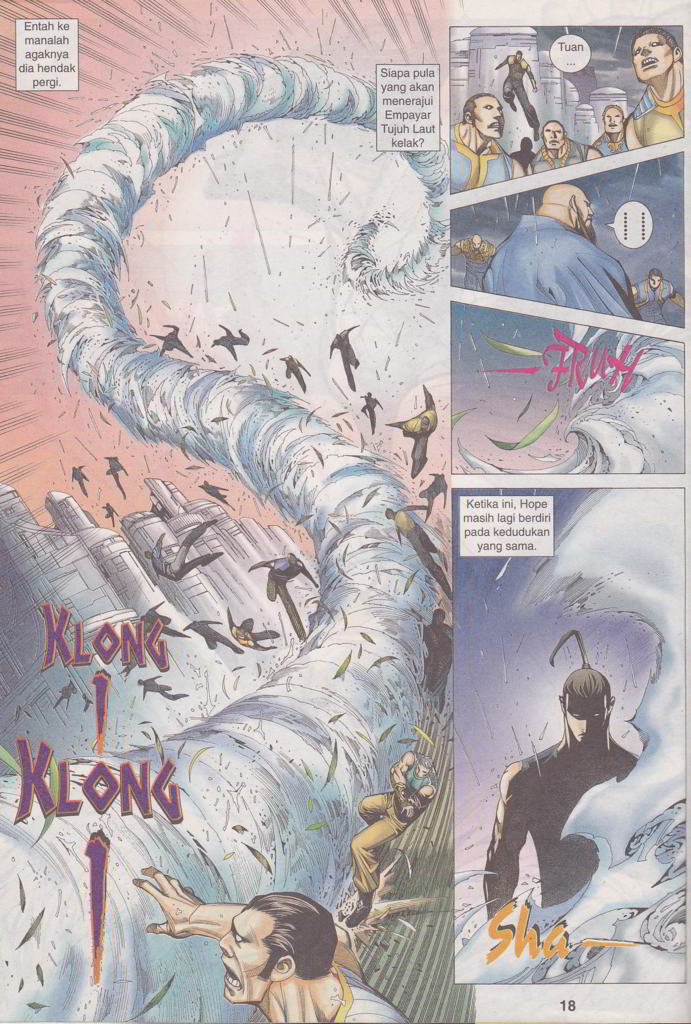 Entah ke
manalah
agaknya
dia hendak
pergi.
Siapa pula
yang akan
menerajui
Empayar
Tujuh Laut
kelak?
KLONG
!
KLONG
!
Tuan
...
FRUH
Ketika ini, Hope
masih lagi berdiri
pada kedudukan
yang sama.
Sha
18